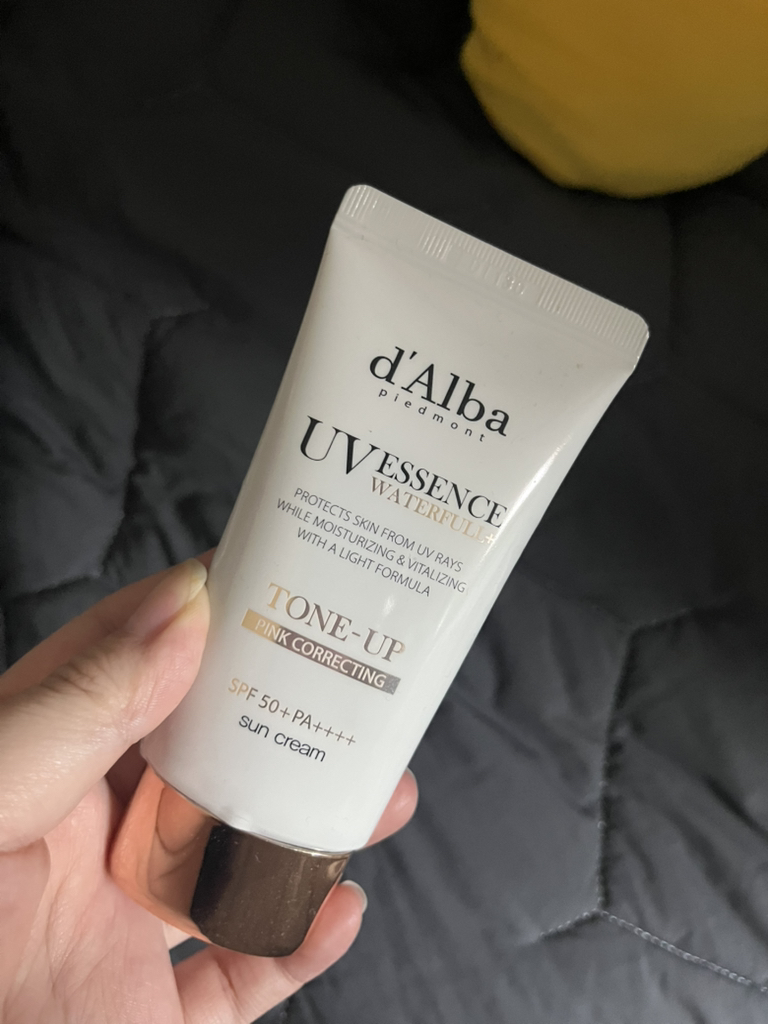 d'Alba
piedmont
UV ESSENCE
WATERFULL+
PROTECTS SKIN FROM UV RAYS
WHILE MOISTURIZING & VITALIZING
WITH A LIGHT FORMULA
TONE-UP
PINK CORRECTING
SPF 50+ PA++++
sun cream